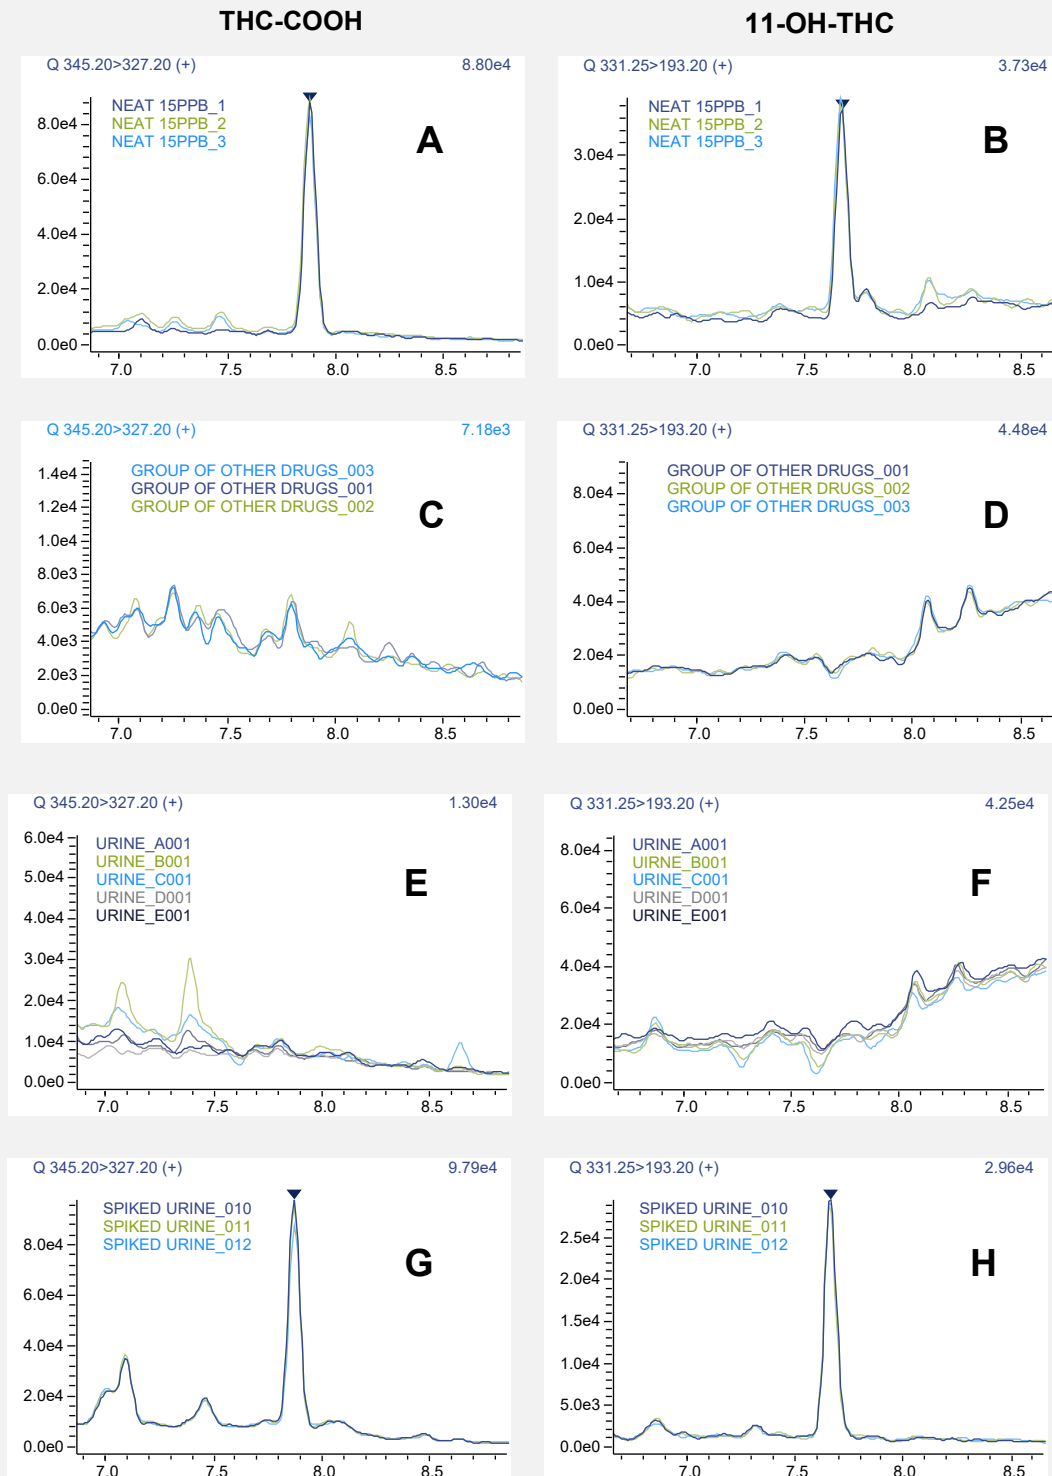 THC-COOH
11-OH-THC
Q 345.20>327.20 (+)
8.80e4
NEAT 15PPB_1
NEAT 15PPB_2
NEAT 15PPB_3
A
8.0e4
6.0e4
4.0e4
2.0e4
0.0e0
7.0
7.5
8.0
8.5
Q 331.25>193.20 (+)
3.73e4
NEAT 15PPB_1
NEAT 15PPB_2
NEAT 15PPB_3
B
3.0e4
2.0e4
1.0e4
0.0e0
7.0
7.5
8.0
8.5
Q 345.20>327.20 (+)
7.18e3
GROUP OF OTHER DRUGS_003
GROUP OF OTHER DRUGS_001
GROUP OF OTHER DRUGS_002
C
1.4e4
1.2e4
1.0e4
8.0e3
6.0e3
4.0e3
2.0e3
0.0e0
7.0
7.5
8.0
8.5
Q 331.25>193.20 (+)
4.48e4
GROUP OF OTHER DRUGS_001
GROUP OF OTHER DRUGS_002
GROUP OF OTHER DRUGS_003
D
8.0e4
6.0e4
4.0e4
2.0e4
0.0e0
7.0
7.5
8.0
8.5
Q 345.20>327.20 (+)
1.30e4
URINE_A001
URINE_B001
URINE_C001
URINE_D001
URINE_E001
E
6.0e4
5.0e4
4.0e4
3.0e4
2.0e4
1.0e4
0.0e0
7.0
7.5
8.0
8.5
Q 331.25>193.20 (+)
4.25e4
URINE_A001
UIRNE_B001
URINE_C001
URINE_D001
URINE_E001
F
8.0e4
6.0e4
4.0e4
2.0e4
0.0e0
7.0
7.5
8.0
8.5
Q 345.20>327.20 (+)
9.79e4
SPIKED URINE_010
SPIKED URINE_011
SPIKED URINE_012
G
8.0e4
6.0e4
4.0e4
2.0e4
0.0e0
7.0
7.5
8.0
8.5
Q 331.25>193.20 (+)
2.96e4
SPIKED URINE_010
SPIKED URINE_011
SPIKED URINE_012
H
2.5e4
2.0e4
1.5e4
1.0e4
5.0e3
0.0e0
7.0
7.5
8.0
8.5